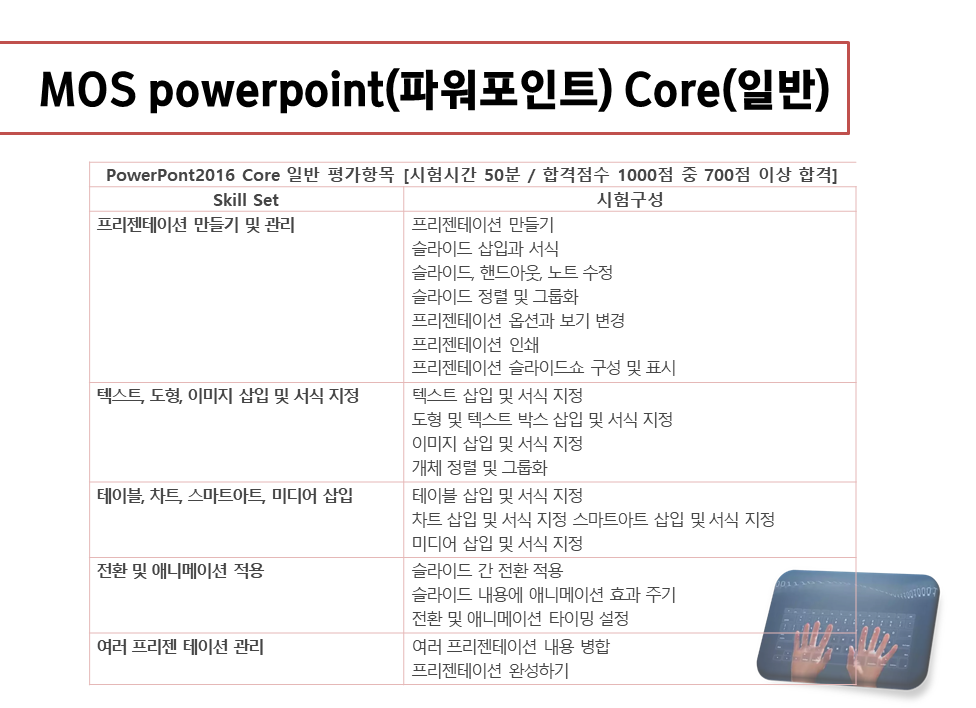 MOS powerpoint(파워포인트) Core(일반)
PowerPont2016 Core 일반 평가항목 [시험시간 50분 / 합격점수 1000점 중 700점 이상 합격]
Skill Set
시험구성
프리젠테이션 만들기 및 관리
프리젠테이션 만들기
슬라이드 삽입과 서식
슬라이드, 핸드아웃, 노트 수정
슬라이드 정렬 및 그룹화
프리젠테이션 옵션과 보기 변경
프리젠테이션 인쇄
프리젠테이션 슬라이드쇼 구성 및 표시
텍스트, 도형, 이미지 삽입 및 서식 지정
텍스트 삽입 및 서식 지정
도형 및 텍스트 박스 삽입 및 서식 지정
이미지 삽입 및 서식 지정
개체 정렬 및 그룹화
테이블, 차트, 스마트아트, 미디어 삽입
테이블 삽입 및 서식 지정
차트 삽입 및 서식 지정 스마트아트 삽입 및 서식 지정
미디어 삽입 및 서식 지정
전환 및 애니메이션 적용
슬라이드 간 전환 적용
슬라이드 내용에 애니메이션 효과 주기
전환 및 애니메이션 타이밍 설정
여러 프리젠 테이션 관리
여러 프리젠테이션 내용 병합
프리젠테이션 완성하기